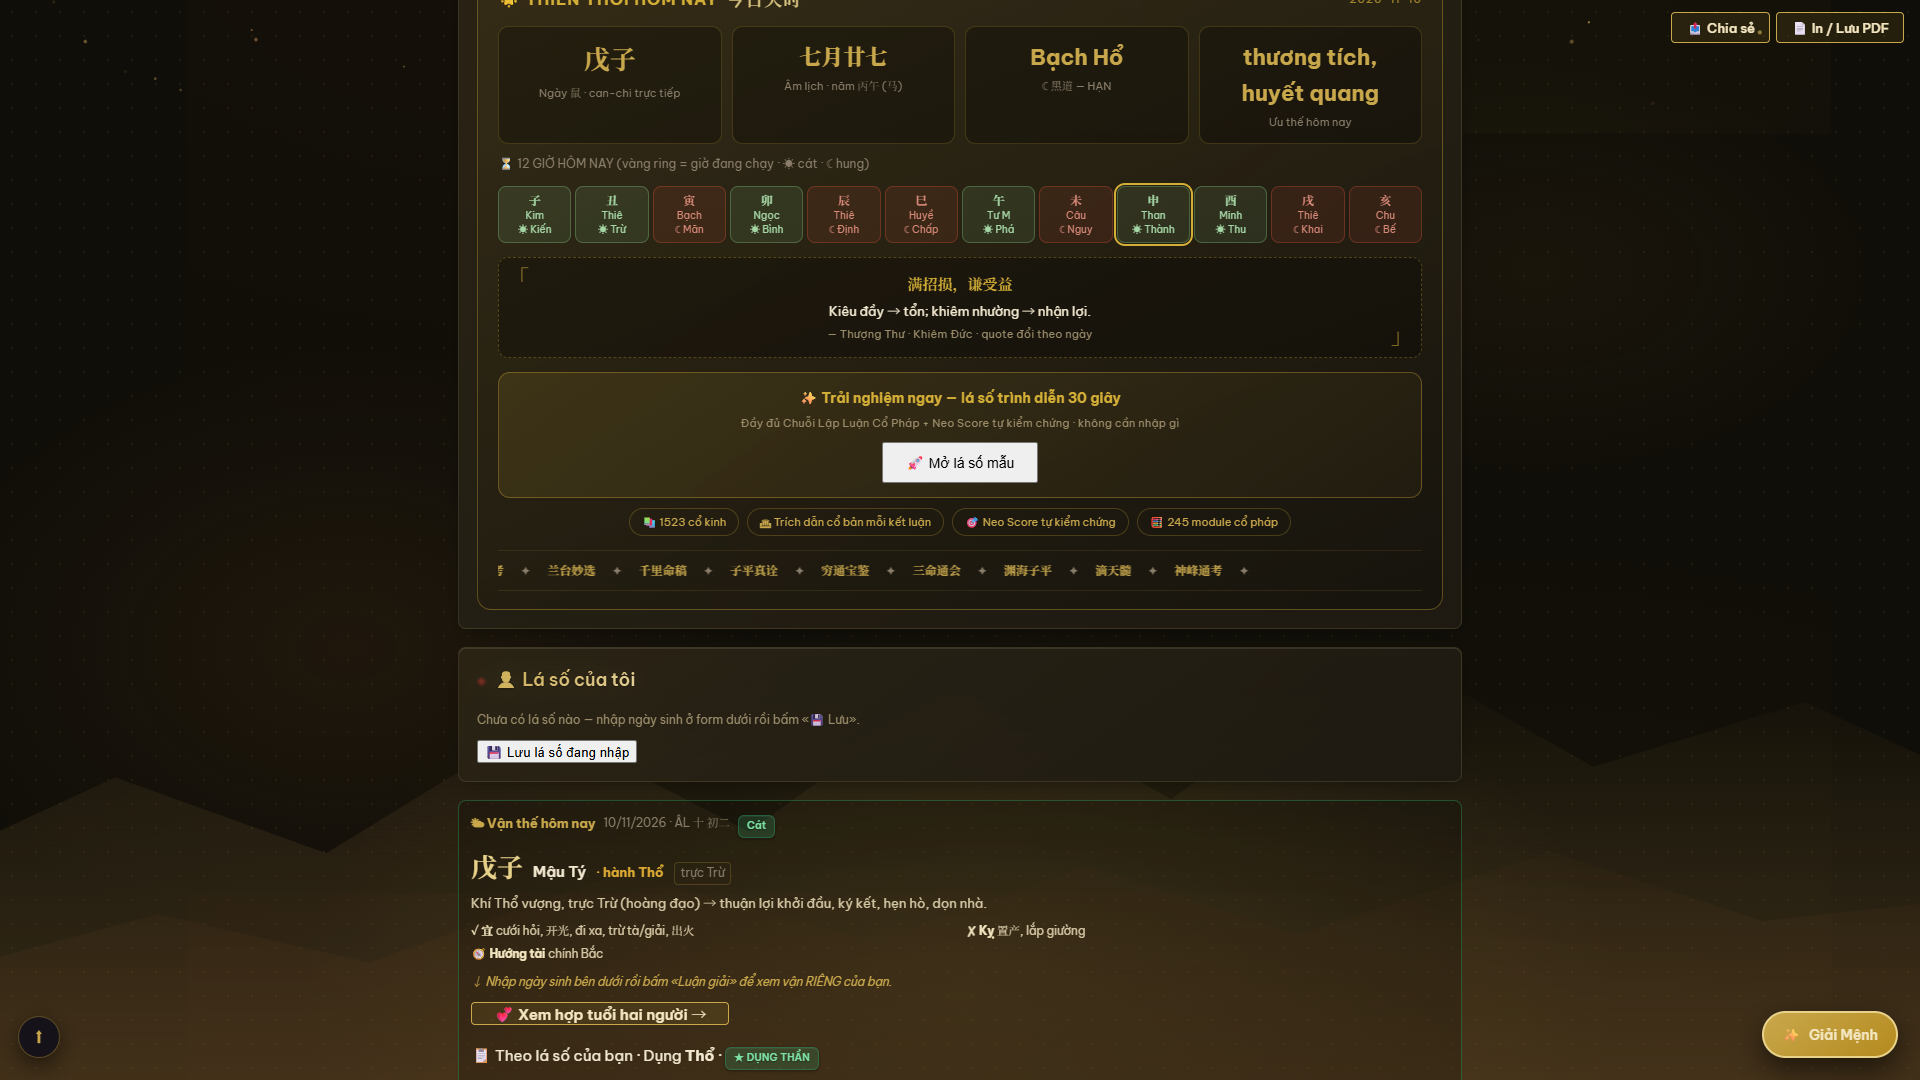 THIÊN THỜI HÔM NAY 今日天时
📤 Chia sẻ
📄 In / Lưu PDF
戊子
Ngày 鼠 · can-chi trực tiếp
七月廿七
Âm lịch · năm 丙午 (马)
Bạch Hổ
☾ 黑道 — HẠN
thương tích,
huyết quang
Ưu thế hôm nay
⏳ 12 GIỜ HÔM NAY (vàng ring = giờ đang chạy · ☀ cát · ☾ hung)
子
Kim
☀ Kiến
丑
Thiê
☀ Trừ
寅
Bạch
☾ Mãn
卯
Ngọc
☀ Bình
辰
Thiê
☾ Định
巳
Huyề
☾ Chấp
午
Tư M
☀ Phá
未
Câu
☾ Nguy
申
Than
☀ Thành
酉
Minh
☀ Thu
戌
Thiê
☾ Khai
亥
Chu
☾ Bế
「
满招损，谦受益
Kiêu đầy → tổn; khiêm nhường → nhận lợi.
— Thượng Thư · Khiêm Đức · quote đổi theo ngày
」
✨ Trải nghiệm ngay — lá số trình diễn 30 giây
Đầy đủ Chuỗi Lập Luận Cổ Pháp + Neo Score tự kiểm chứng · không cần nhập gì
🚀 Mở lá số mẫu
📚 1523 cổ kinh
Trích dẫn cổ bản mỗi kết luận
🎯 Neo Score tự kiểm chứng
🧮 245 module cổ pháp
✦ 兰台妙选 ✦ 千里命稿 ✦ 子平真诠 ✦ 穷通宝鉴 ✦ 三命通会 ✦ 渊海子平 ✦ 滴天髓 ✦ 神峰通考 ✦
👤 Lá số của tôi
Chưa có lá số nào — nhập ngày sinh ở form dưới rồi bấm «💾 Lưu».
💾 Lưu lá số đang nhập
🌤 Vận thế hôm nay 10/11/2026 · ÂL 十 初二 Cát
戊子 Mậu Tý · hành Thổ trực Trừ
Khí Thổ vượng, trực Trừ (hoàng đạo) → thuận lợi khởi đầu, ký kết, hẹn hò, dọn nhà.
✓ 宜 cưới hỏi, 开光, đi xa, trừ tà/giải, 出火
✗ Kỵ 置产, lắp giường
🧭 Hướng tài chính Bắc
↓ Nhập ngày sinh bên dưới rồi bấm «Luận giải» để xem vận RIÊNG của bạn.
💕 Xem hợp tuổi hai người →
📋 Theo lá số của bạn · Dụng Thổ · ★ DỤNG THẦN
⬆
✨ Giải Mệnh